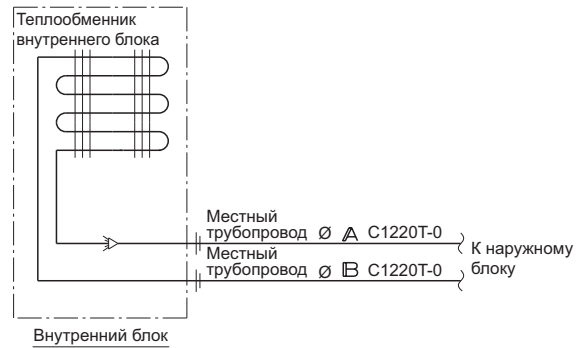 Теплообменник
внутреннего блока
Местный
трубопровод ø A C1220T-0
Местный
трубопровод ø B C1220T-0
К наружному
блоку
Внутренний блок